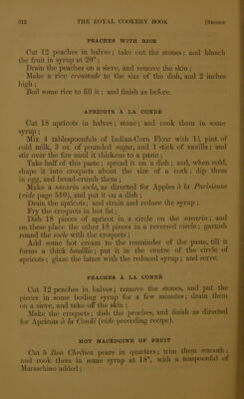 512 THE ROYAL COOKERY BOOK [SECOND
PEACHES WITH RICE
Cut 12 peaches in halves; take out the stones; and blanch
the fruit in syrup at 28°;
Drain the peaches on a sieve, and remove the skin;
Make a rice croustade to the size of the dish, and 2 inches
high;
Boil some rice to fill it; and finish as before.
APRICOTS À LA CONDÉ
Cut 18 apricots in halves; stone; and cook them in some
syrup;
Mix 4 tablespoonfuls of Indian-Corn Flour with 1½ pint of
cold milk, 3 oz. of pounded sugar, and 1 stick of vanilla; and
stir over the fire until it thickens to a paste;
Take half of this paste; spread it on a dish; and, when cold,
shape it into croquets about the size of a cork; dip them
in egg, and bread-crumb them;
Make a savarin socle, as directed for Apples à la Parisienne
(vide page 510), and put it on a dish;
Drain the apricots; and strain and reduce the syrup;
Fry the croquets in hot fat;
Dish 18 pieces of apricot in a circle on the savarin; and
on these place the other 18 pieces in a reversed circle; garnish
round the socle with the croquets;
Add some hot cream to the remainder of the paste, till it
forms a thick bouillie; put it in the centre of the circle of
apricots; glaze the latter with the reduced syrup; and serve.
PEACHES À LA CONDÉ
Cut 12 peaches in halves; remove the stones, and put the
pieces in some boiling syrup for a few minutes; drain them
on a sieve, and take off the skin;
Make the croquets; dish the peaches, and finish as directed
for Apricots à la Condé (vide preceding recipe).
HOT MACEDOINE OF FRUIT
Cut 5 Bon Chrétien pears in quarters; trim them smooth;
and cook them in some syrup at 18°, with a teaspoonful of
Maraschino added;